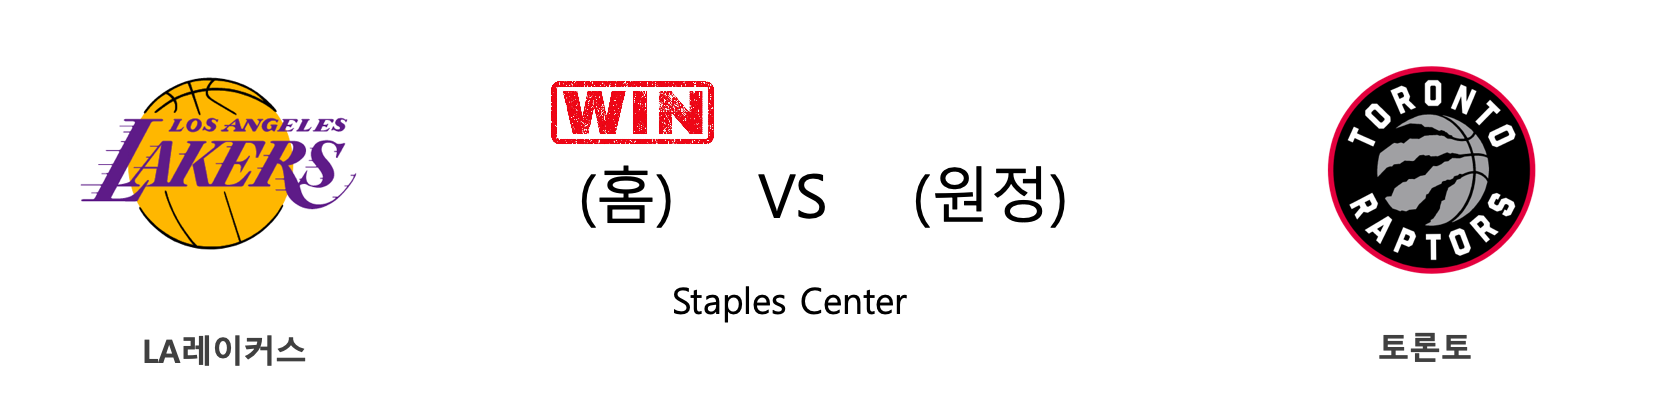 LOS ANGELES
LAKERS
WIN
(홈) VS (원정)
Staples Center
TORONTO
RAPTORS
LA레이커스
토론토